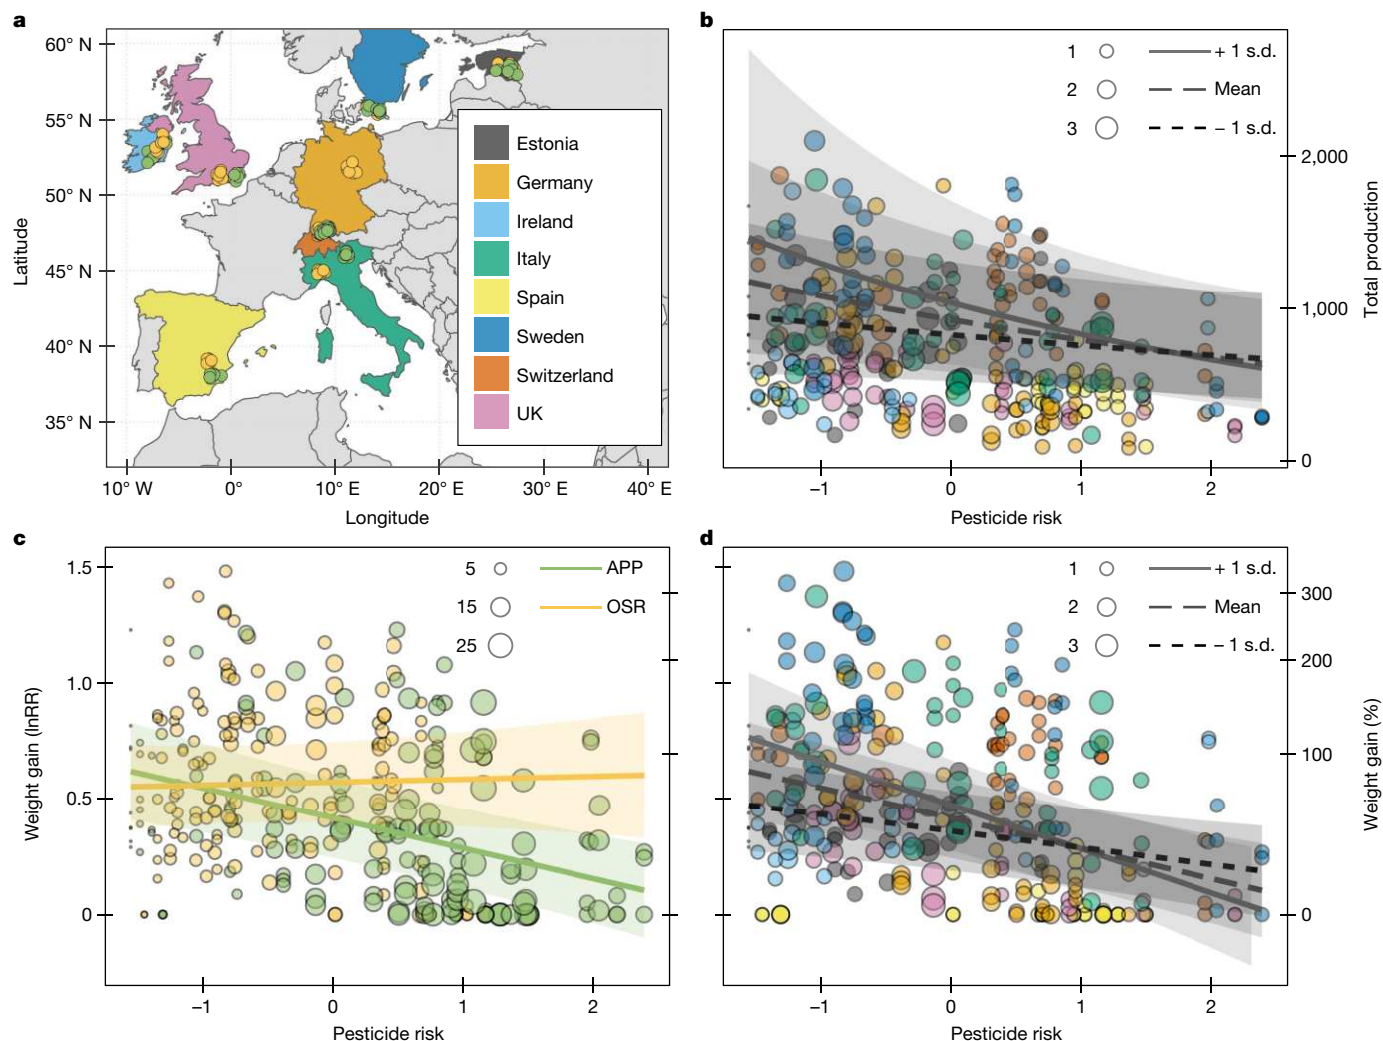 a
60° N
55° N
50° N
45° N
40° N
35° N
Latitude
10° W
0°
10° E
20° E
30° E
40° E
Longitude
Estonia
Germany
Ireland
Italy
Spain
Sweden
Switzerland
UK
b
1
2
3
+ 1 s.d.
Mean
– 1 s.d.
2,000
1,000
0
Total production
–1
0
1
2
Pesticide risk
c
1.5
1.0
0.5
0
Weight gain (lnRR)
5
15
25
APP
OSR
–1
0
1
2
Pesticide risk
d
1
2
3
+ 1 s.d.
Mean
– 1 s.d.
300
200
100
0
Weight gain (%)
–1
0
1
2
Pesticide risk